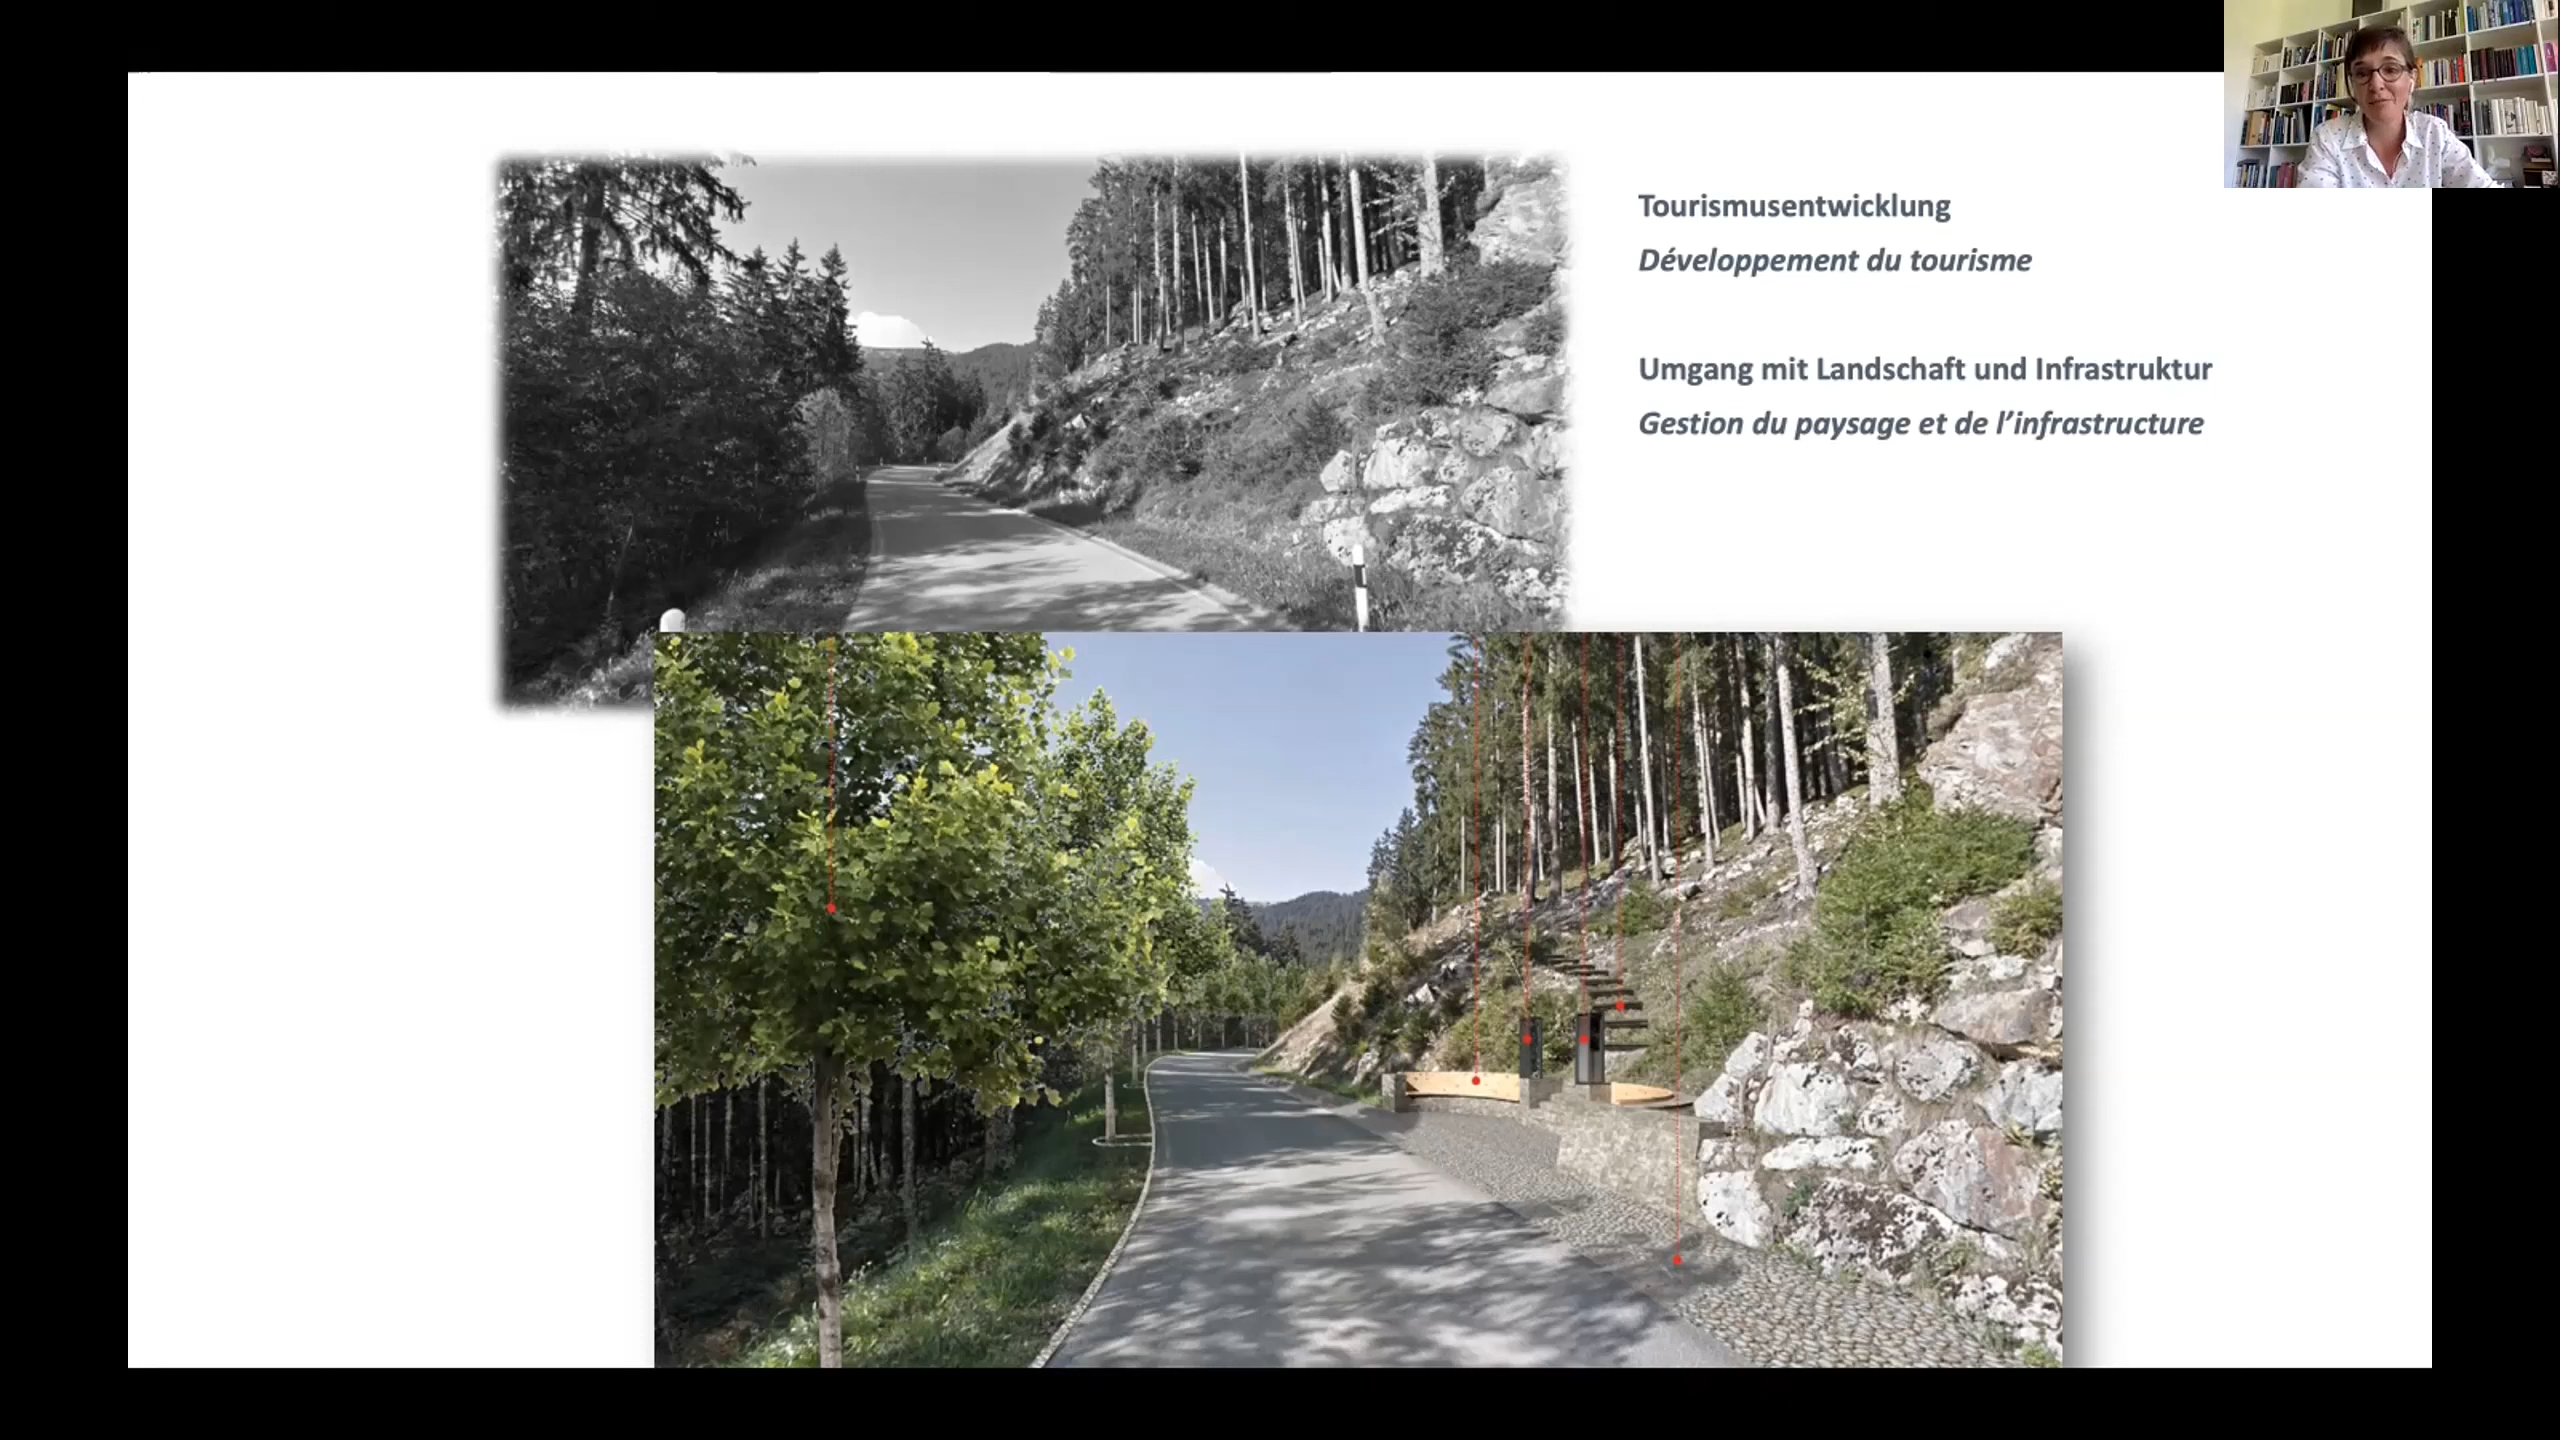 Tourismusentwicklung
Développement du tourisme
Umgang mit Landschaft und Infrastruktur
Gestion du paysage et de l’infrastructure